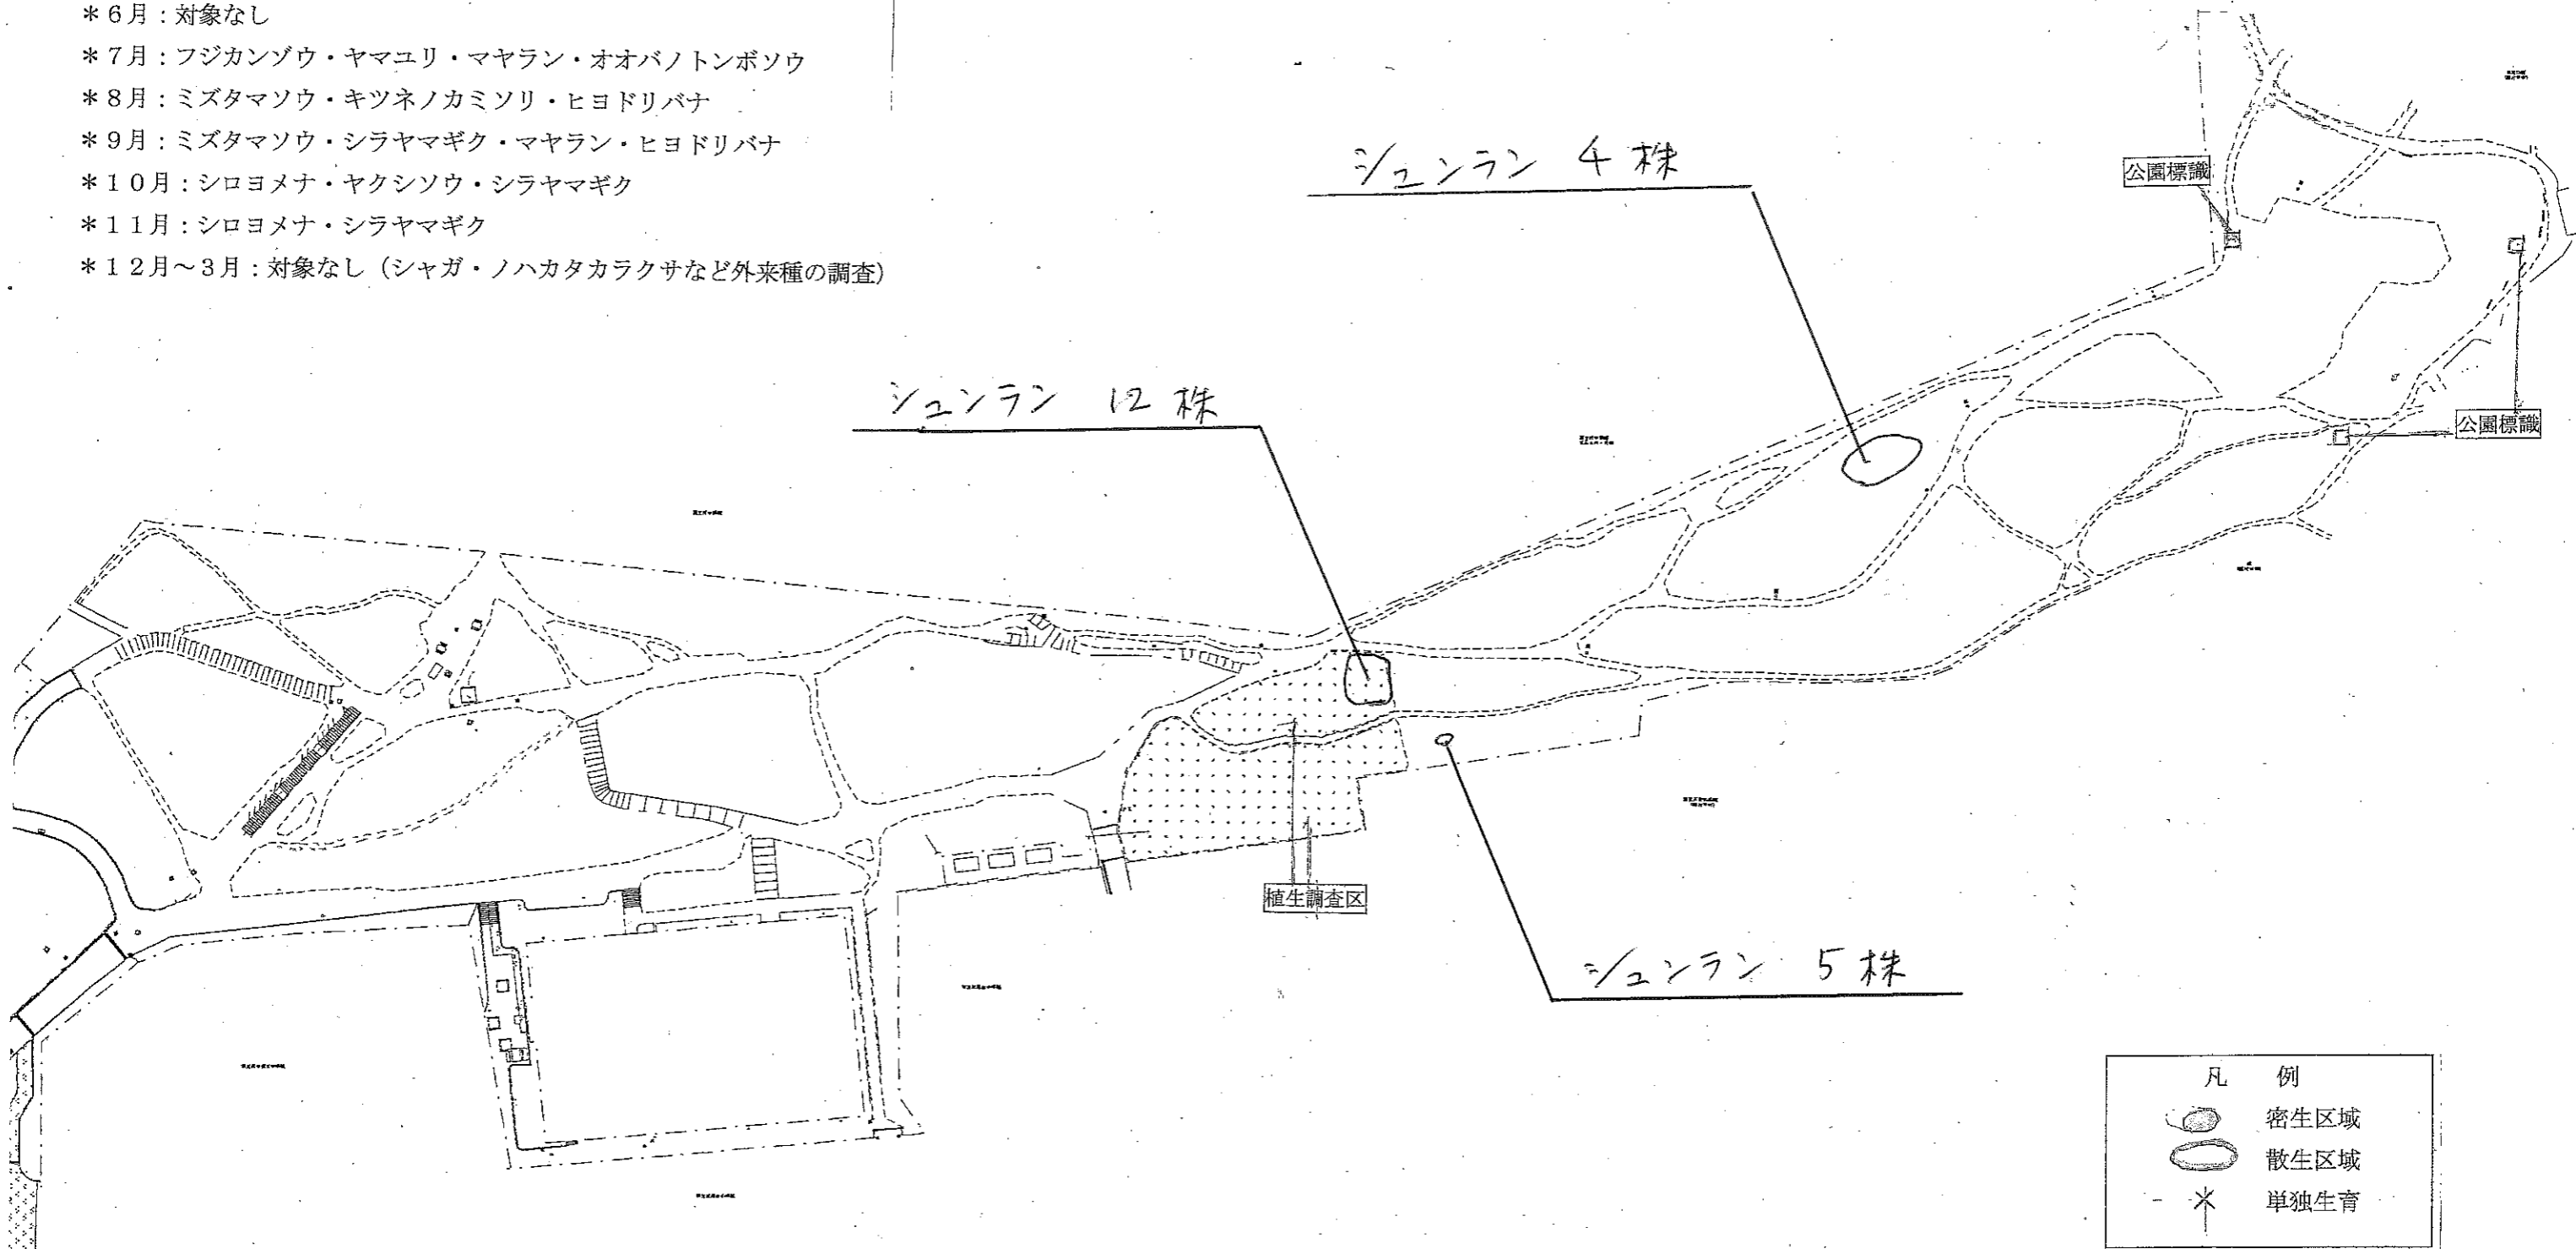 ＊6月：対象なし
＊7月：フジカンゾウ・ヤマユリ・マヤラン・オオバノトンボソウ
＊8月：ミズタマソウ・キツネノカミソリ・ヒヨドリバナ
＊9月：ミズタマソウ・シラヤマギク・マヤラン・ヒヨドリバナ
＊10月：シロヨメナ・ヤクシソウ・シラヤマギク
＊11月：シロヨメナ・シラヤマギク
＊12月～3月：対象なし（シャガ・ノハカタカラクサなど外来種の調査）
シュンラン 4株
公園標識
シュンラン 12株
公園標識
植生調査区
シュンラン 5株
凡 例
密生区域
散生区域
単独生育